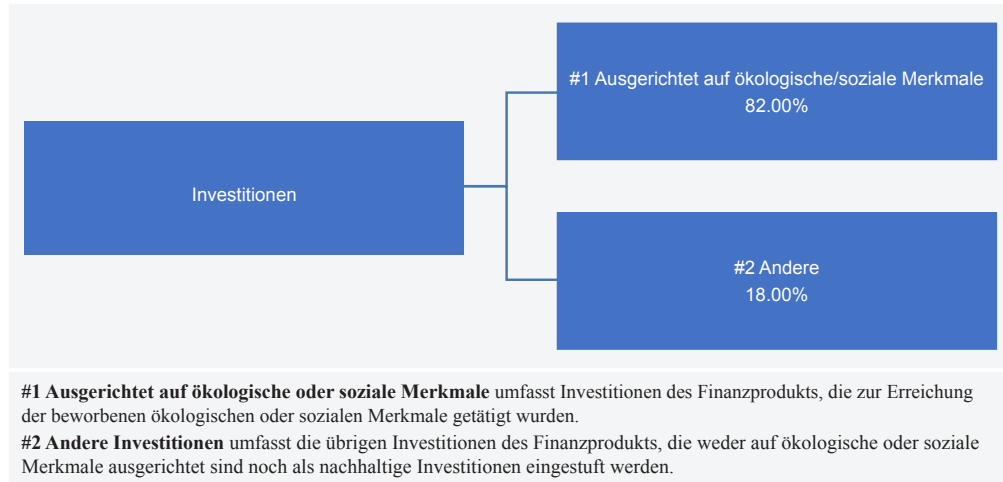 #1 Ausgerichtet auf ökologische/soziale Merkmale
82.00%
Investitionen
#2 Andere
18.00%
#1 Ausgerichtet auf ökologische oder soziale Merkmale umfasst Investitionen des Finanzprodukts, die zur Erreichung
der beworbenen ökologischen oder sozialen Merkmale getätigt wurden.
#2 Andere Investitionen umfasst die übrigen Investitionen des Finanzprodukts, die weder auf ökologische oder soziale
Merkmale ausgerichtet sind noch als nachhaltige Investitionen eingestuft werden.